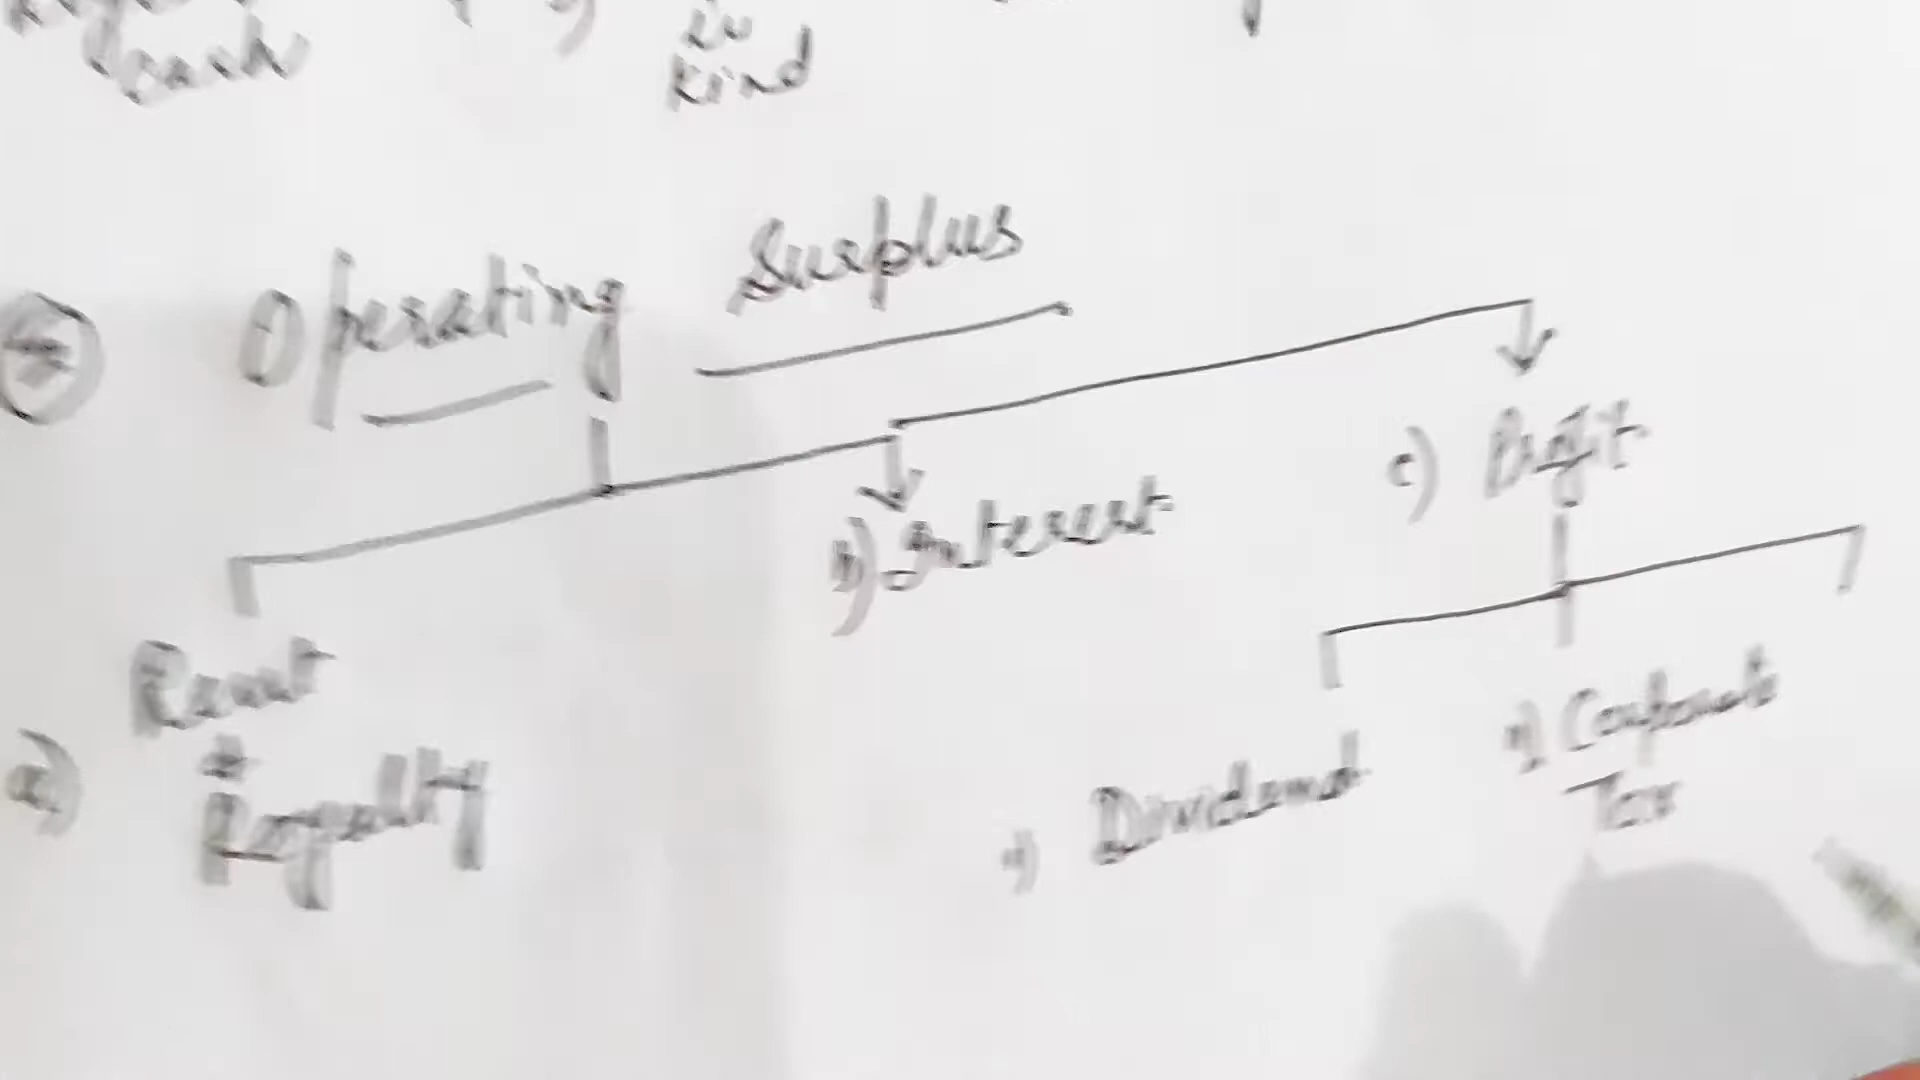 cash
in
kind
Operating Surplus
c) Profit
b) Interest
Rent
&
a) Royalty
i) Dividend
ii) Corporate
Tax